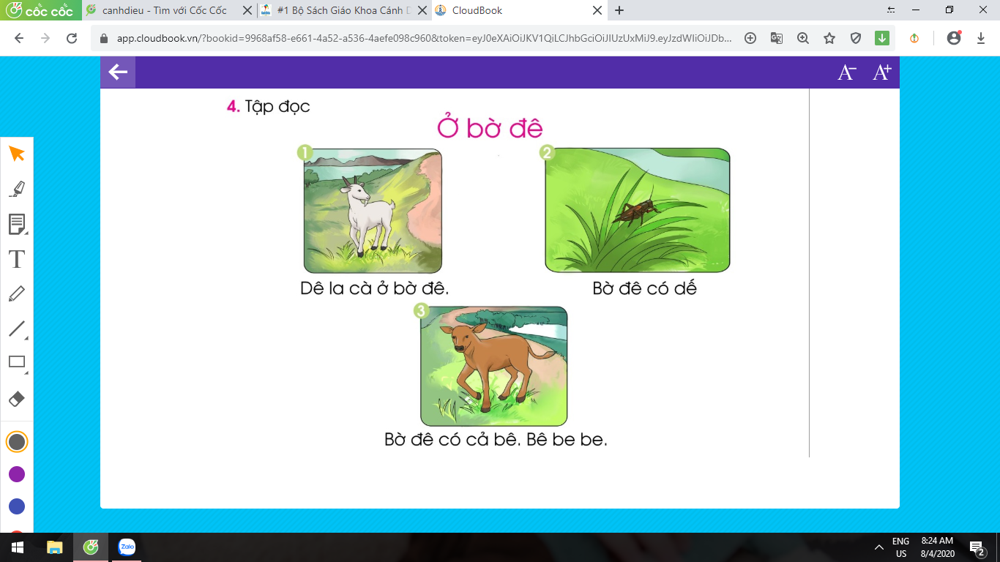 cốc cốc
canhdieu - Tìm với Cốc Cốc
#1 Bộ Sách Giáo Khoa Cánh D
CloudBook
app.cloudbook.vn/?bookid=9968af58-e661-4a52-a536-4aefe098c960&token=eyJ0eXAiOiJKV1QiLCJhbGciOiJIUzUxMiJ9.eyJzdWIiOiJDb...
A− A+
4. Tập đọc
Ở bờ đê
1
2
Dê la cà ở bờ đê.
Bờ đê có dế
3
Bờ đê có cả bê. Bê be be.
T
Zalo
ENG
US
8:24 AM
8/4/2020
2